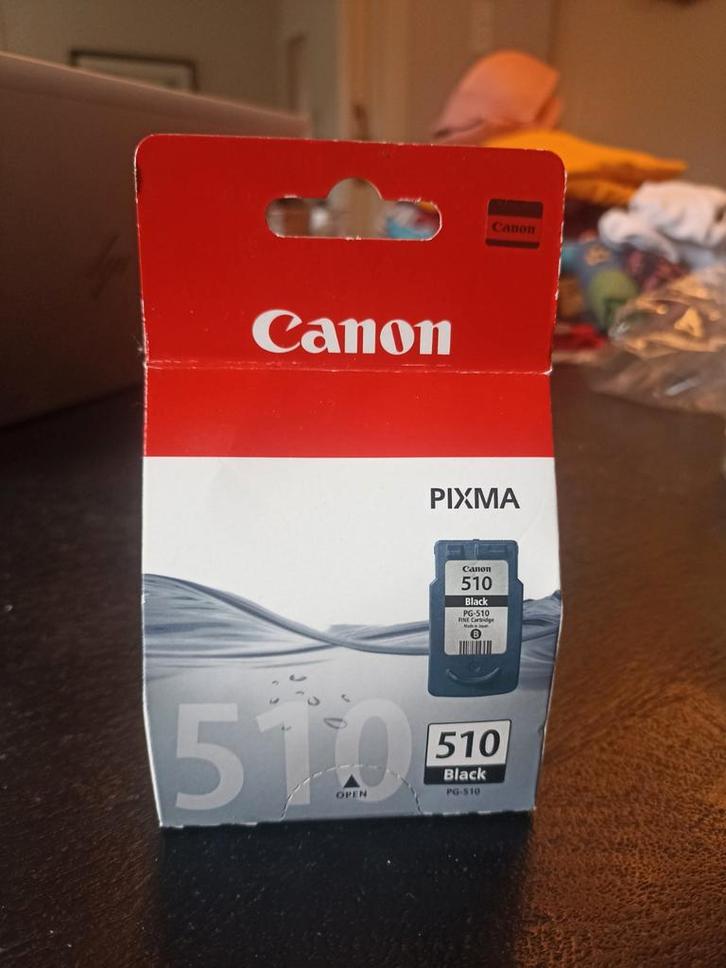 Canon
Canon
PIXMA
Canon
510
Black
PG-510
FINE Cartridge
Made in Japan
B
510
510
Black
PG-510
OPEN